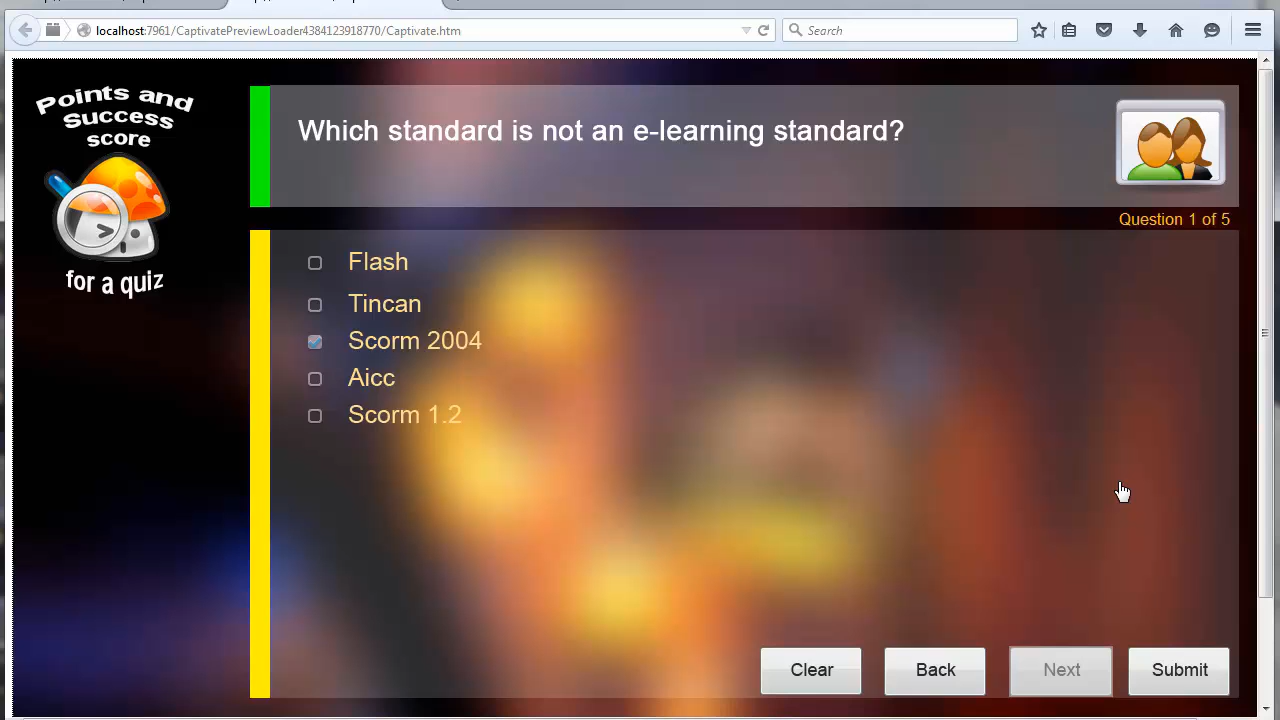 localhost:7961/CaptivatePreviewLoader4384123918770/Captivate.htm
Search
Points and
Success
score
for a quiz
Which standard is not an e-learning standard?
Question 1 of 5
Flash
Tincan
Scorm 2004
Aicc
Scorm 1.2
Clear
Back
Next
Submit